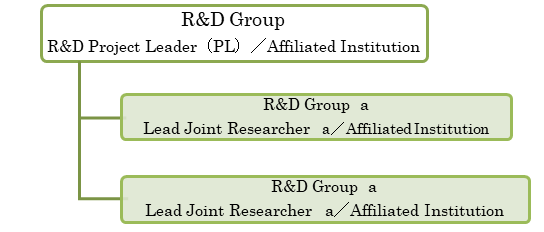 R&D Group
R&D Project Leader（PL）／Affiliated Institution
R&D Group a
Lead Joint Researcher a／Affiliated Institution
R&D Group a
Lead Joint Researcher a／Affiliated Institution